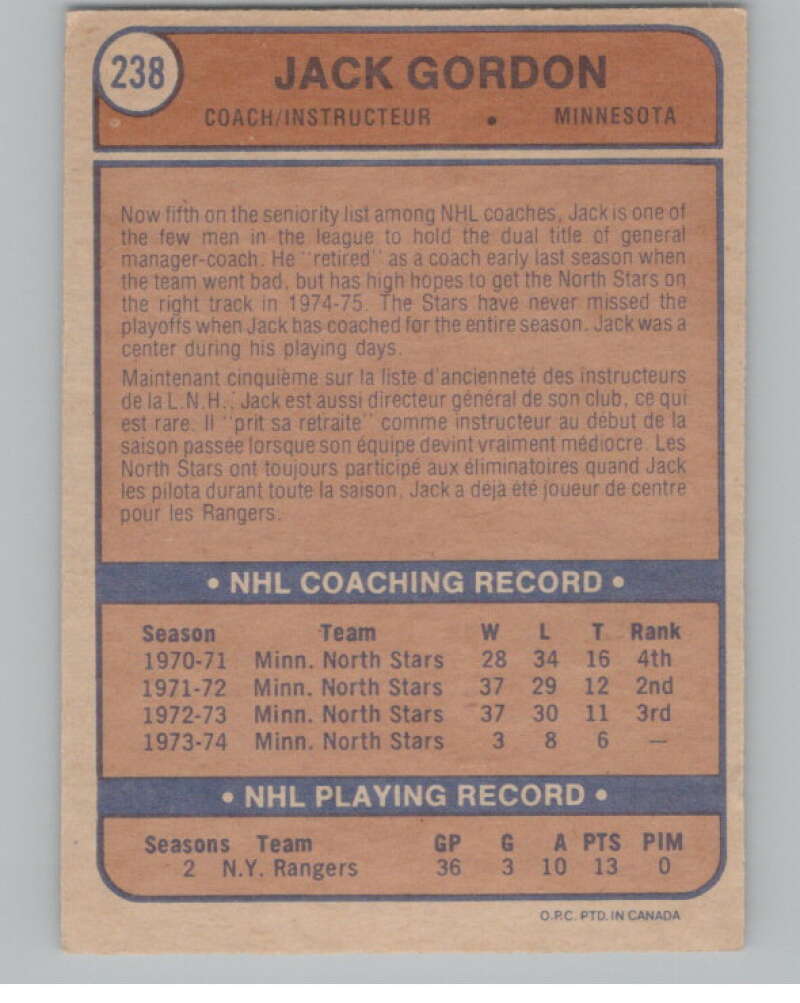 238
JACK GORDON
COACH/INSTRUCTEUR • MINNESOTA
Now fifth on the seniority list among NHL coaches, Jack is one of
the few men in the league to hold the dual title of general
manager-coach. He "retired" as a coach early last season when
the team went bad, but has high hopes to get the North Stars on
the right track in 1974-75. The Stars have never missed the
playoffs when Jack has coached for the entire season. Jack was a
center during his playing days.
Maintenant cinquième sur la liste d'ancienneté des instructeurs
de la L.N.H., Jack est aussi directeur général de son club, ce qui
est rare. Il "prit sa retraite" comme instructeur au début de la
saison passée lorsque son équipe devint vraiment médiocre. Les
North Stars ont toujours participé aux éliminatoires quand Jack
les pilota durant toute la saison. Jack a déjà été joueur de centre
pour les Rangers.
• NHL COACHING RECORD •
Season Team W L T Rank
1970-71 Minn. North Stars 28 34 16 4th
1971-72 Minn. North Stars 37 29 12 2nd
1972-73 Minn. North Stars 37 30 11 3rd
1973-74 Minn. North Stars 3 8 6 —
• NHL PLAYING RECORD •
Seasons Team GP G A PTS PIM
2 N.Y. Rangers 36 3 10 13 0
O.P.C. PTD. IN CANADA